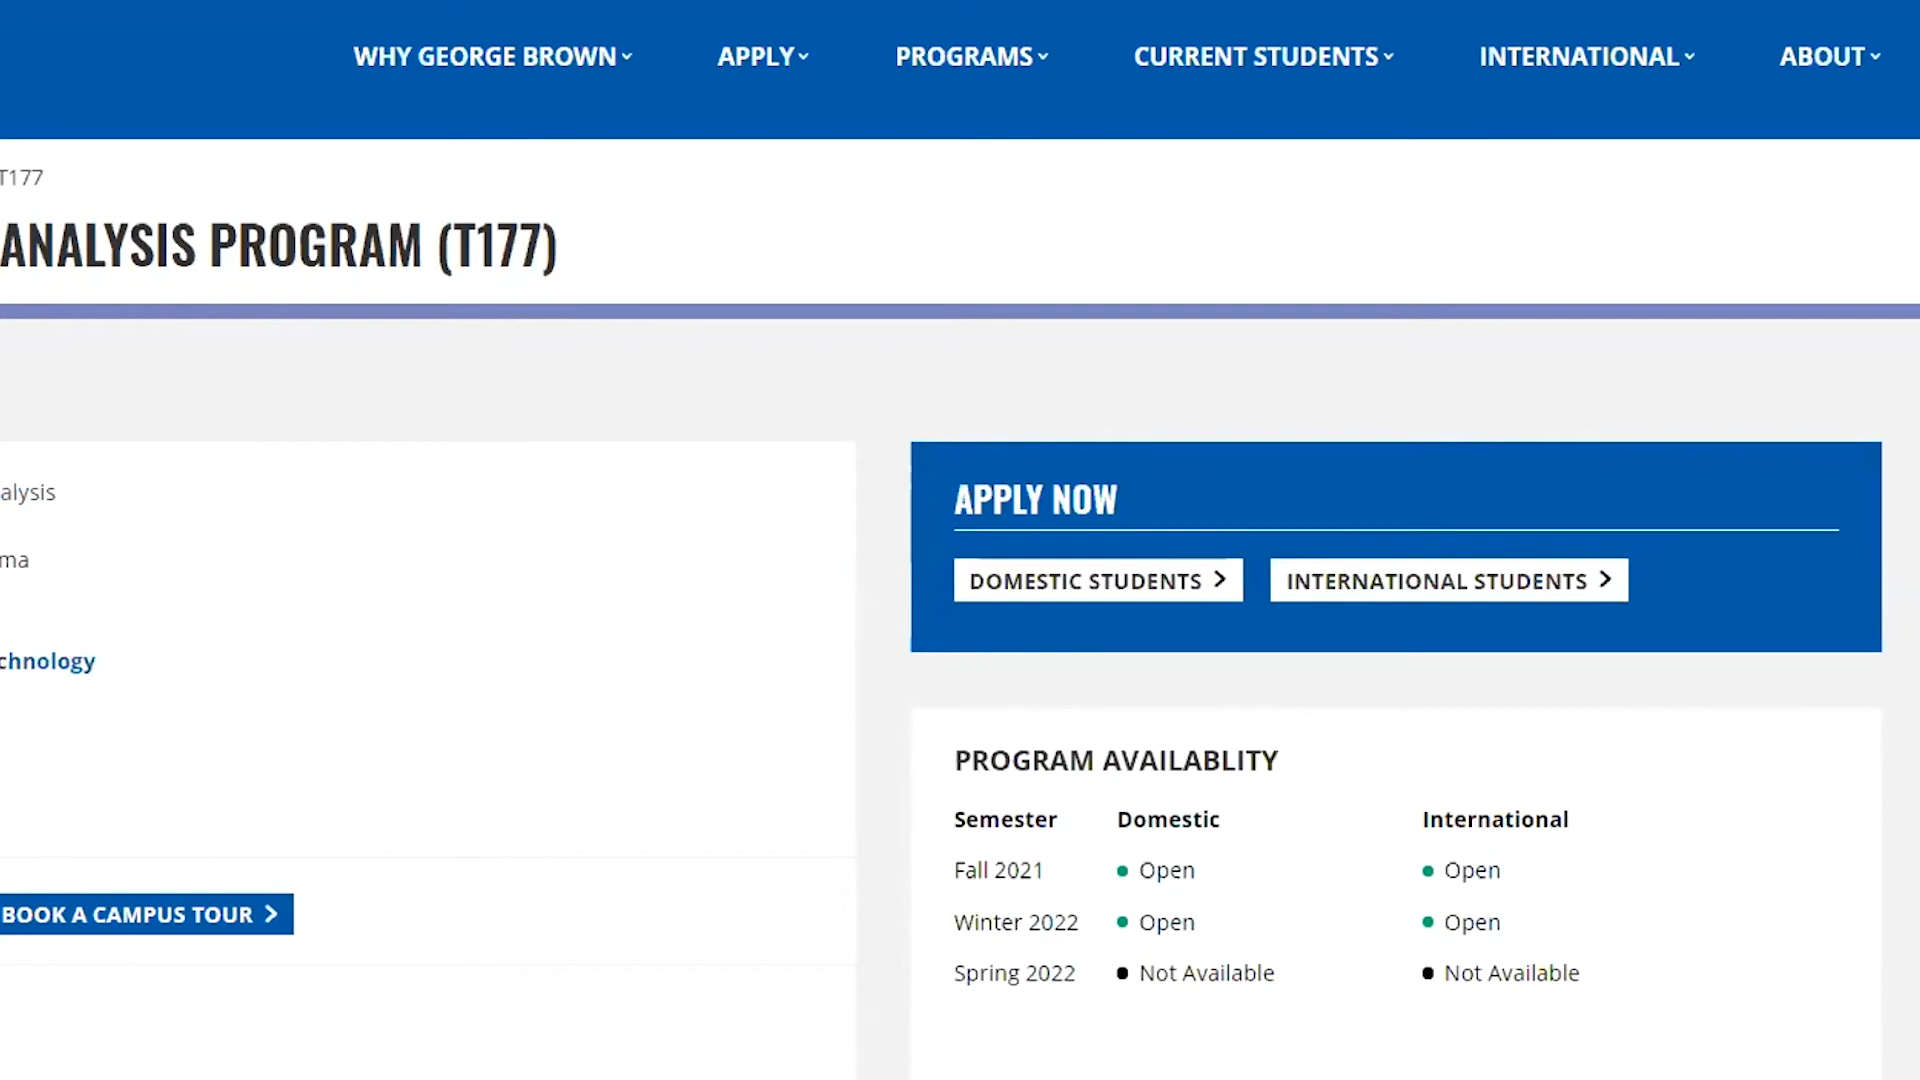 WHY GEORGE BROWN APPLY PROGRAMS CURRENT STUDENTS INTERNATIONAL ABOUT
T177
ANALYSIS PROGRAM (T177)
alysis
ma
chnology
BOOK A CAMPUS TOUR
APPLY NOW
DOMESTIC STUDENTS INTERNATIONAL STUDENTS
PROGRAM AVAILABLITY
Semester Domestic International
Fall 2021 Open Open
Winter 2022 Open Open
Spring 2022 Not Available Not Available